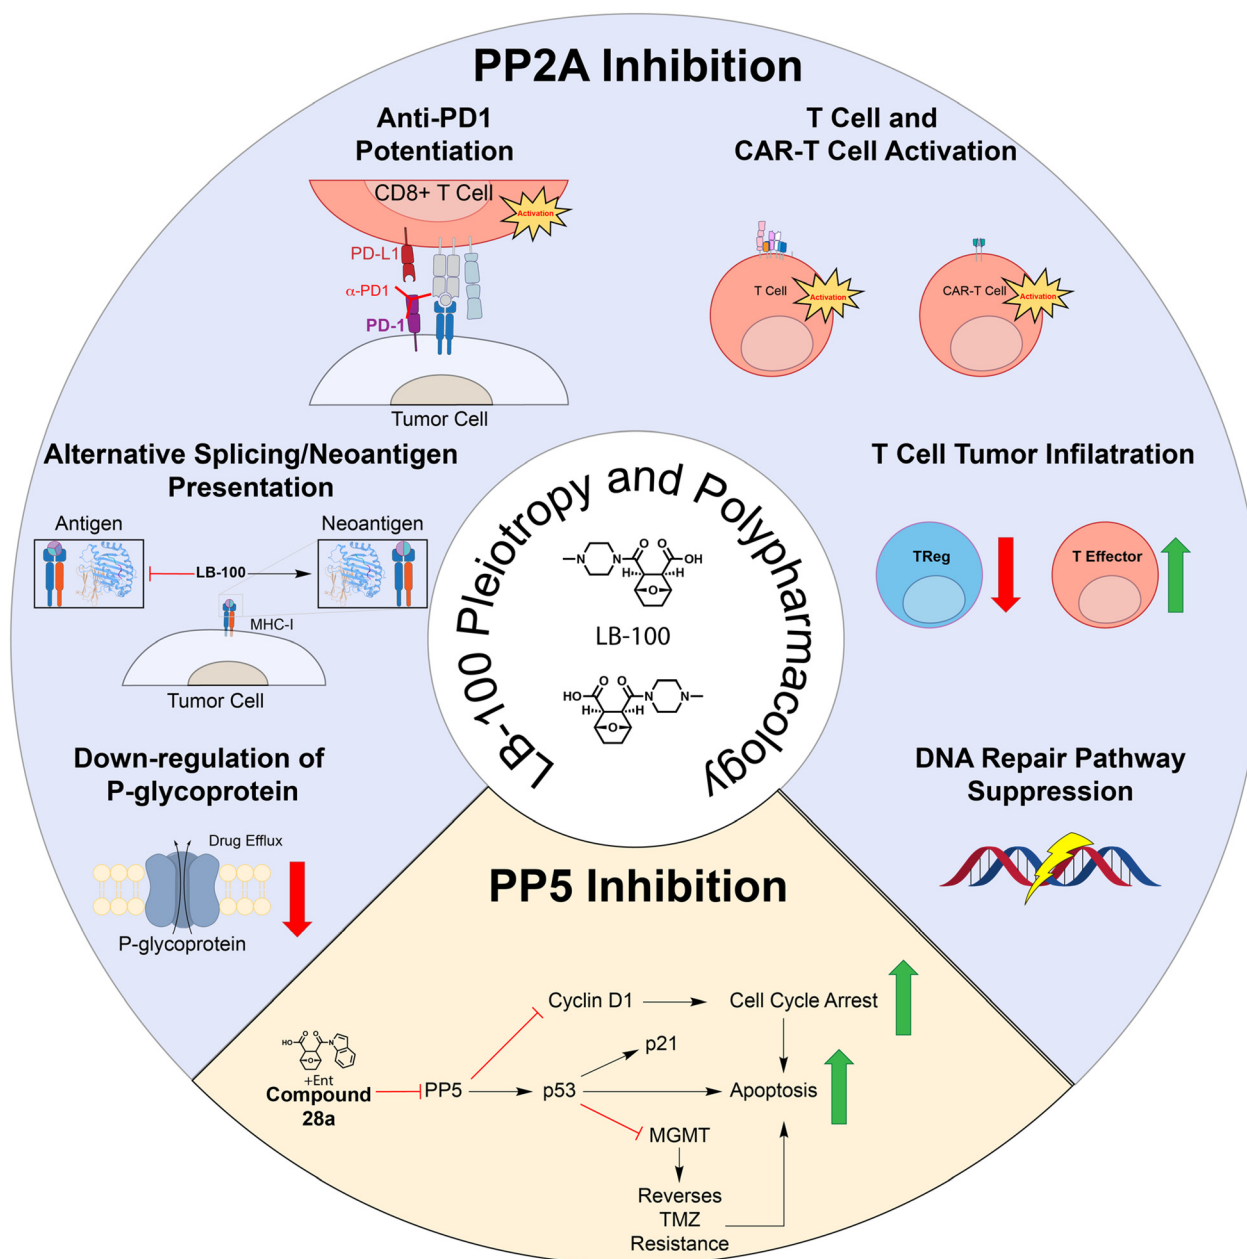 PP2A Inhibition
Anti-PD1
Potentiation
CD8+ T Cell
Activation
PD-L1
α-PD1
PD-1
Tumor Cell
T Cell and
CAR-T Cell Activation
T Cell
Activation
CAR-T Cell
Activation
Alternative Splicing/Neoantigen
Presentation
Antigen
Neoantigen
LB-100
MHC-I
Tumor Cell
T Cell Tumor Infilatration
TReg
T Effector
LB-100 Pleiotropy and Polypharmacology
O
O
N
N
OH
H
H
O
LB-100
O
O
HO
N
N
H
H
O
Down-regulation of
P-glycoprotein
Drug Efflux
P-glycoprotein
DNA Repair Pathway
Suppression
PP5 Inhibition
Cyclin D1
Cell Cycle Arrest
p21
O
O
HO
N
O
+Ent
Compound
28a
PP5
p53
Apoptosis
MGMT
Reverses
TMZ
Resistance